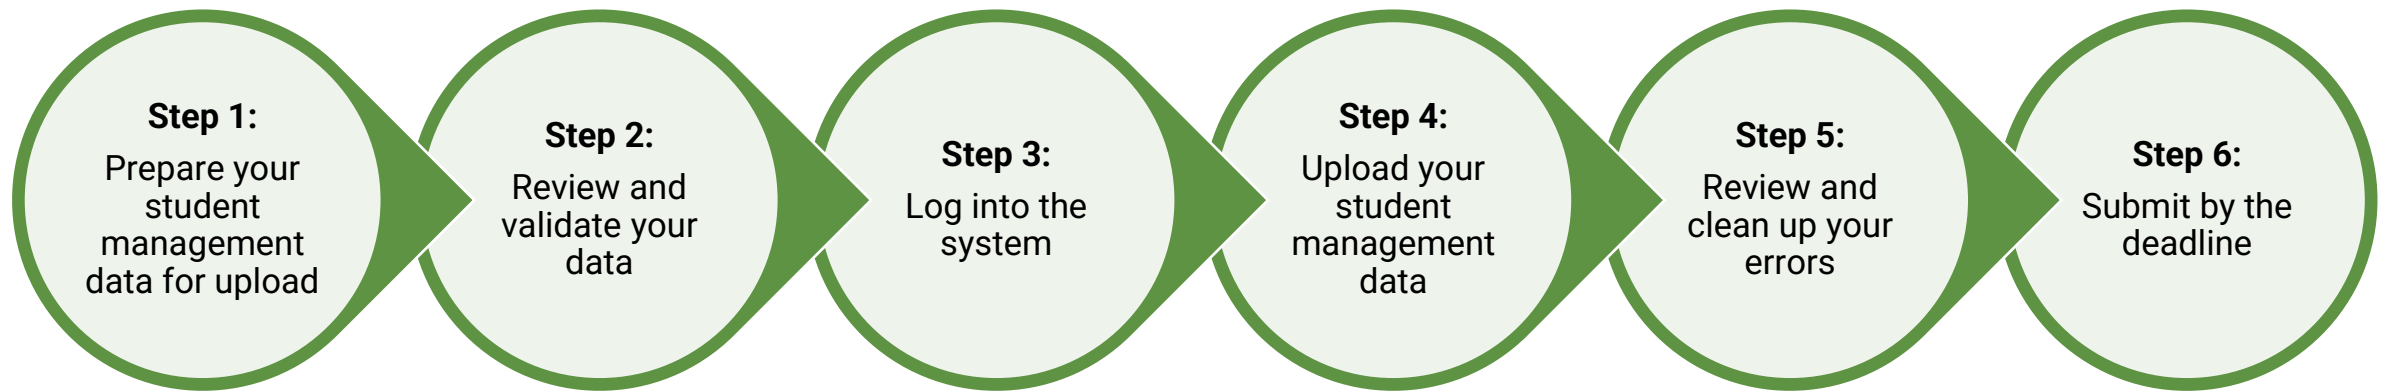 Step 1:
Prepare your
student
management
data for upload
Step 2:
Review and
validate your
data
Step 3:
Log into the
system
Step 4:
Upload your
student
management
data
Step 5:
Review and
clean up your
errors
Step 6:
Submit by the
deadline